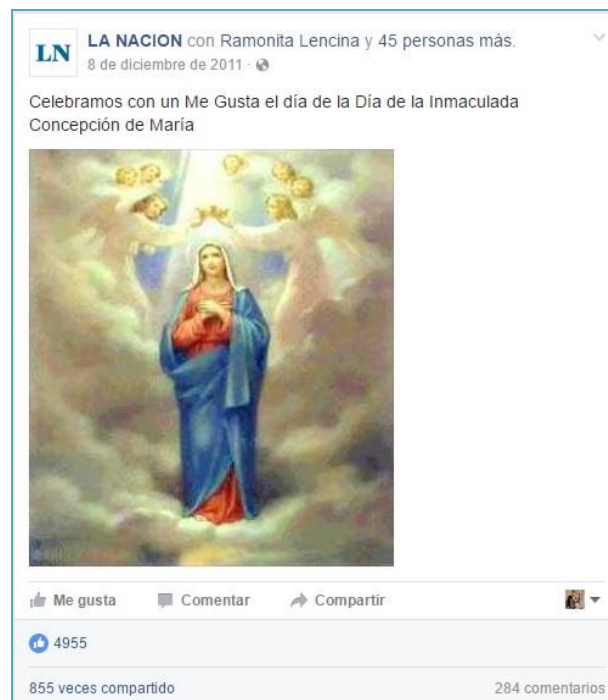 LN
LA NACION con Ramonita Lencina y 45 personas más.
8 de diciembre de 2011 ·
Celebramos con un Me Gusta el día de la Día de la Inmaculada
Concepción de María
Me gusta Comentar Compartir
4955
855 veces compartido 284 comentarios